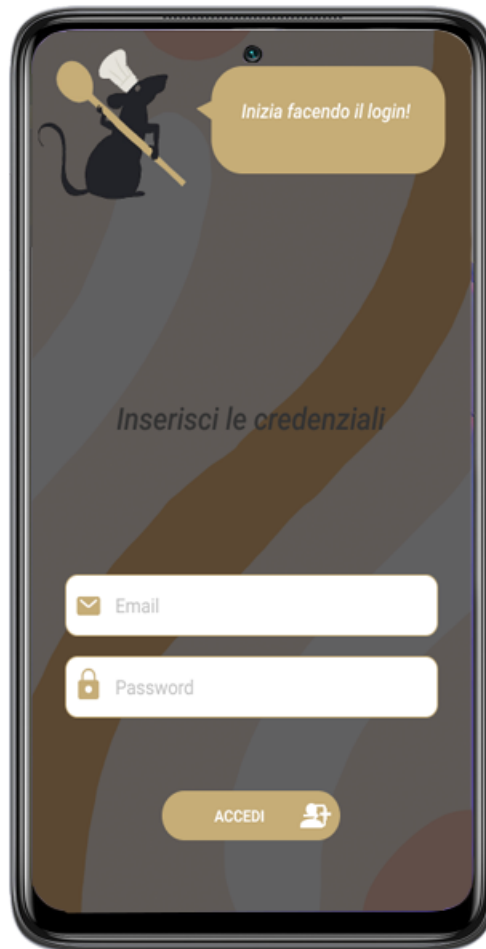 Inizia facendo il login!
Inserisci le credenziali
Email
Password
ACCEDI